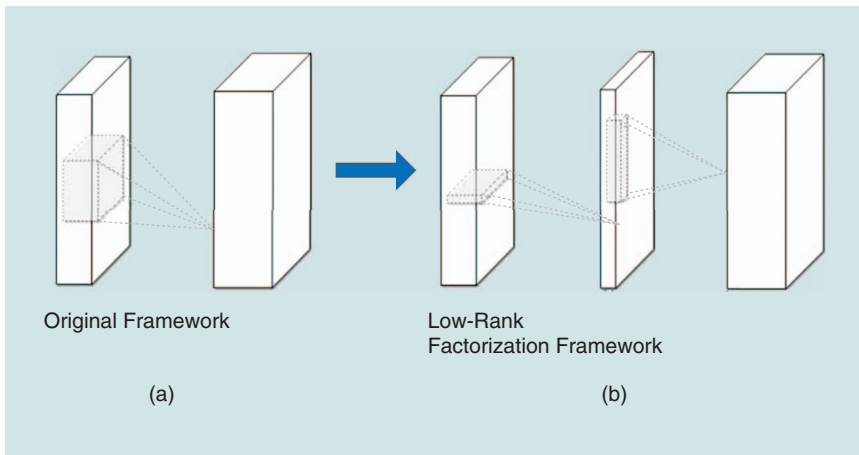 Original Framework
Low-Rank
Factorization Framework
(a)
(b)